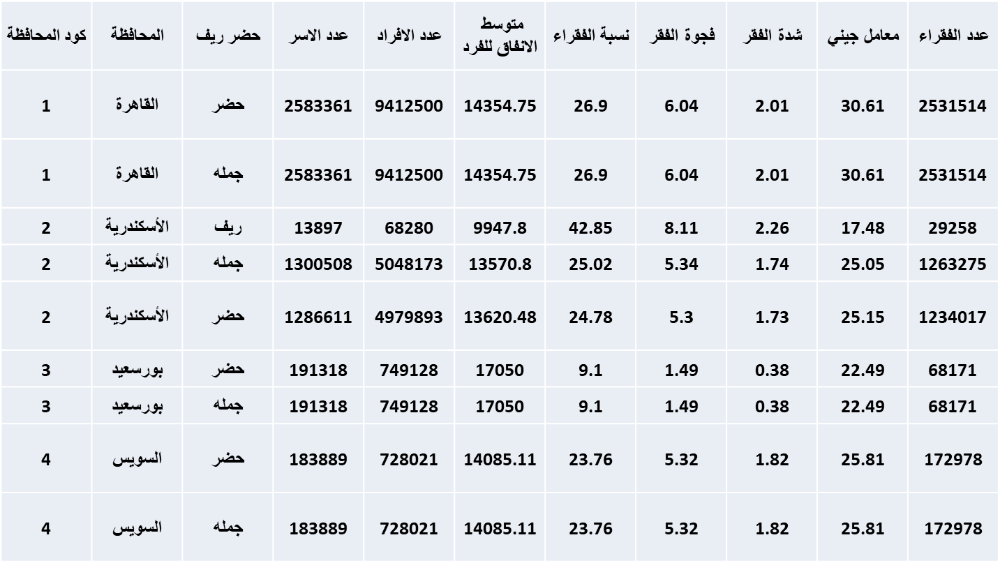 كود المحافظة المحافظة حضر ريف عدد الاسر عدد الافراد متوسط الانفاق للفرد نسبة الفقراء فجوة الفقر شدة الفقر معامل جيني عدد الفقراء
1 القاهرة حضر 2583361 9412500 14354.75 26.9 6.04 2.01 30.61 2531514
1 القاهرة جمله 2583361 9412500 14354.75 26.9 6.04 2.01 30.61 2531514
2 الأسكندرية ريف 13897 68280 9947.8 42.85 8.11 2.26 17.48 29258
2 الأسكندرية جمله 1300508 5048173 13570.8 25.02 5.34 1.74 25.05 1263275
2 الأسكندرية حضر 1286611 4979893 13620.48 24.78 5.3 1.73 25.15 1234017
3 بورسعيد حضر 191318 749128 17050 9.1 1.49 0.38 22.49 68171
3 بورسعيد جمله 191318 749128 17050 9.1 1.49 0.38 22.49 68171
4 السويس حضر 183889 728021 14085.11 23.76 5.32 1.82 25.81 172978
4 السويس جمله 183889 728021 14085.11 23.76 5.32 1.82 25.81 172978